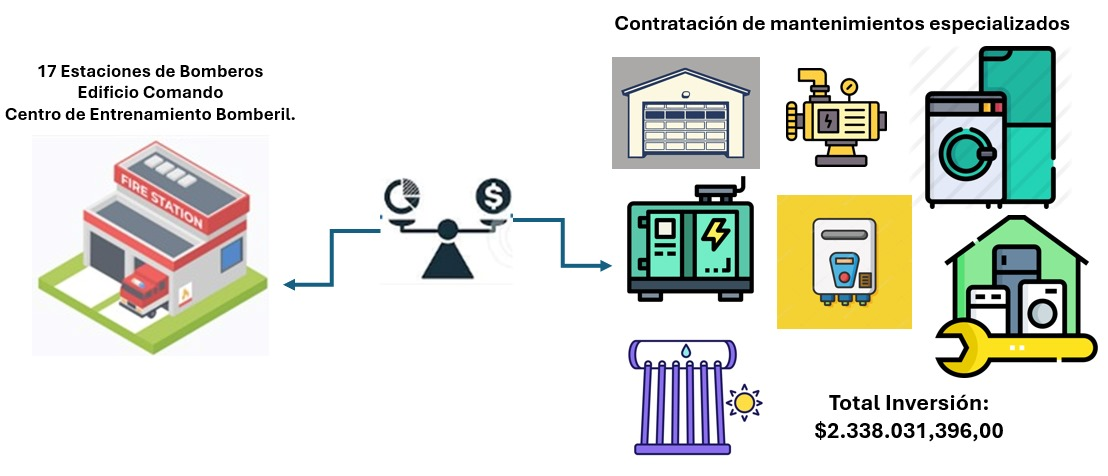 Contratación de mantenimientos especializados
17 Estaciones de Bomberos
Edificio Comando
Centro de Entrenamiento Bomberil.
FIRE STATION
$
Total Inversión:
$2.338.031,396,00